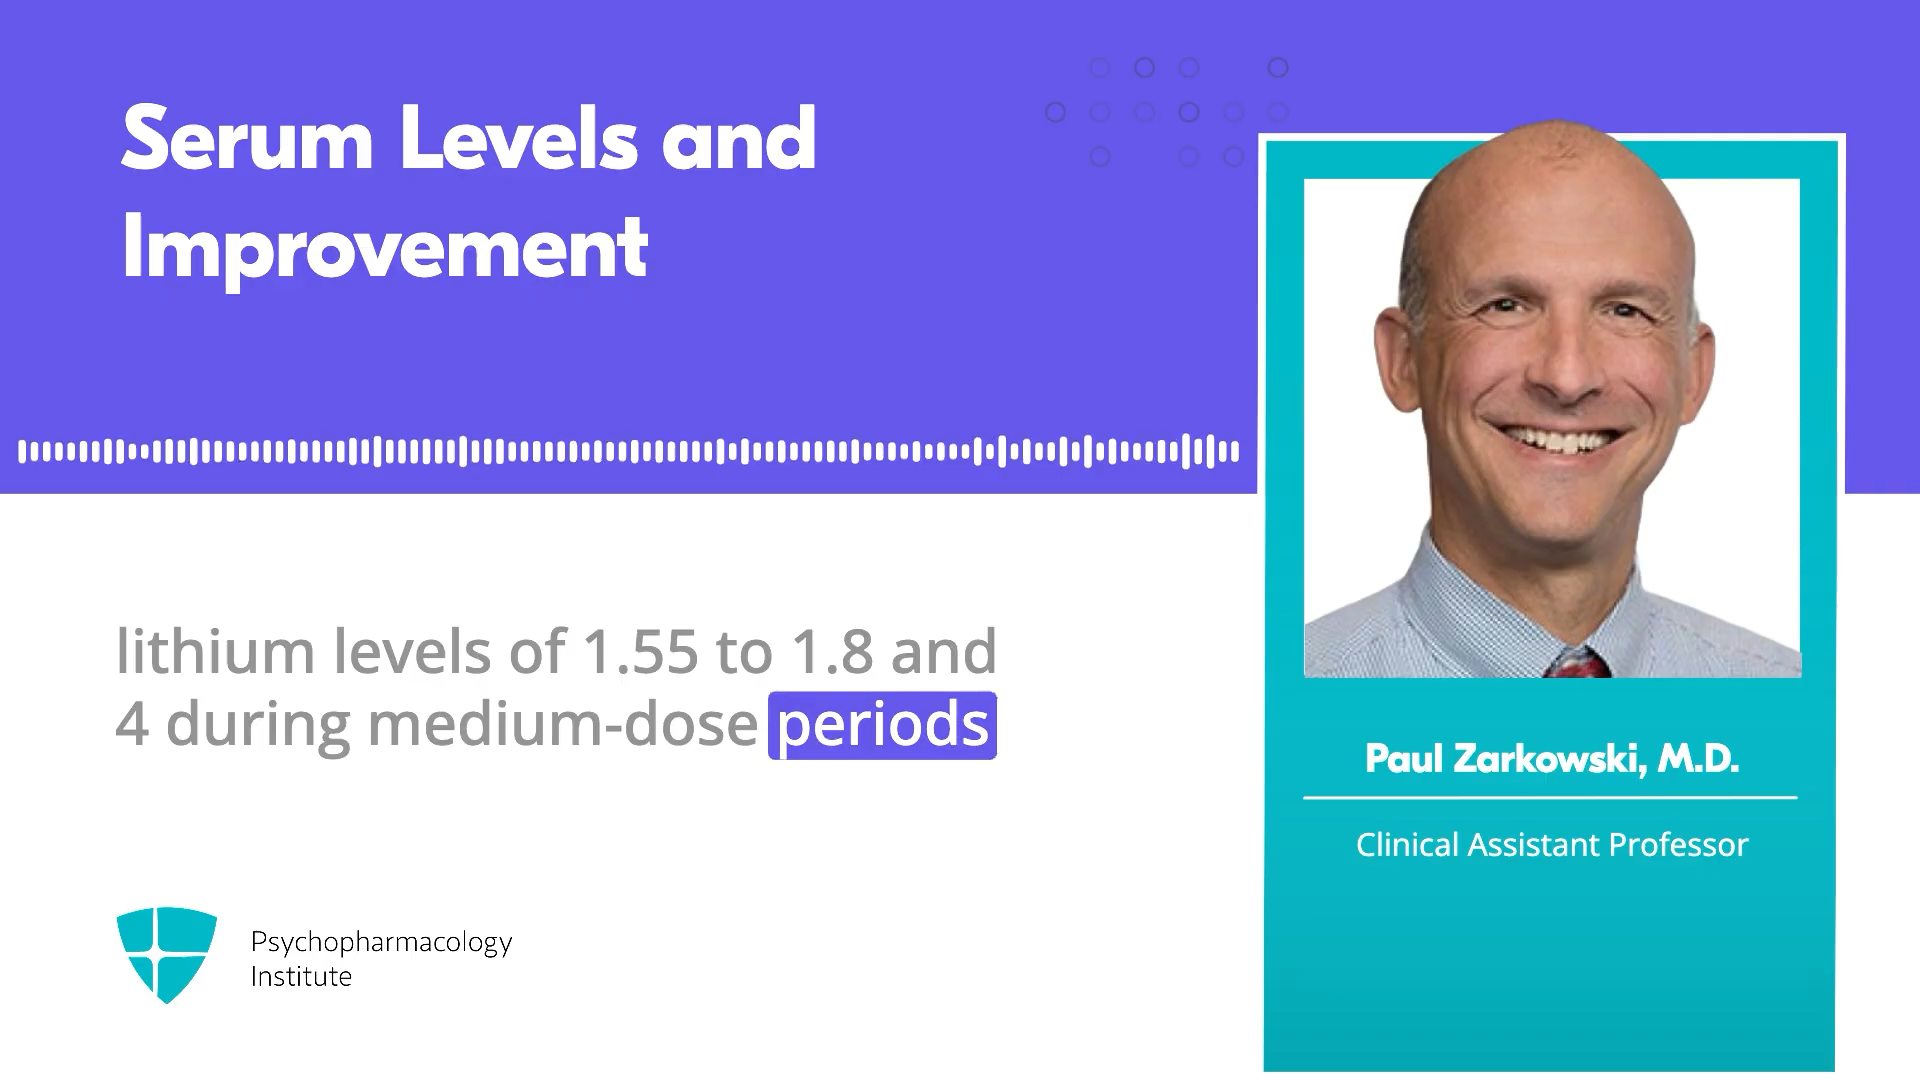 Serum Levels and
Improvement
lithium levels of 1.55 to 1.8 and
4 during medium-dose periods
Paul Zarkowski, M.D.
Clinical Assistant Professor
Psychopharmacology
Institute